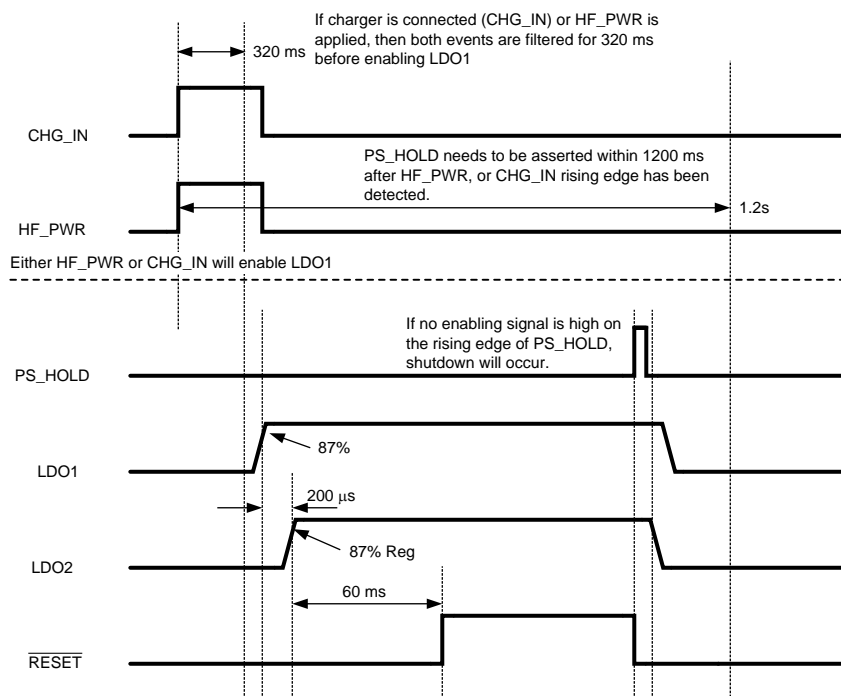 If charger is connected (CHG_IN) or HF_PWR is
applied, then both events are filtered for 320 ms
before enabling LDO1
320 ms
CHG_IN
PS_HOLD needs to be asserted within 1200 ms
after HF_PWR, or CHG_IN rising edge has been
detected.
1.2s
HF_PWR
Either HF_PWR or CHG_IN will enable LDO1
If no enabling signal is high on
the rising edge of PS_HOLD,
shutdown will occur.
PS_HOLD
87%
LDO1
200 µs
87% Reg
LDO2
60 ms
RESET